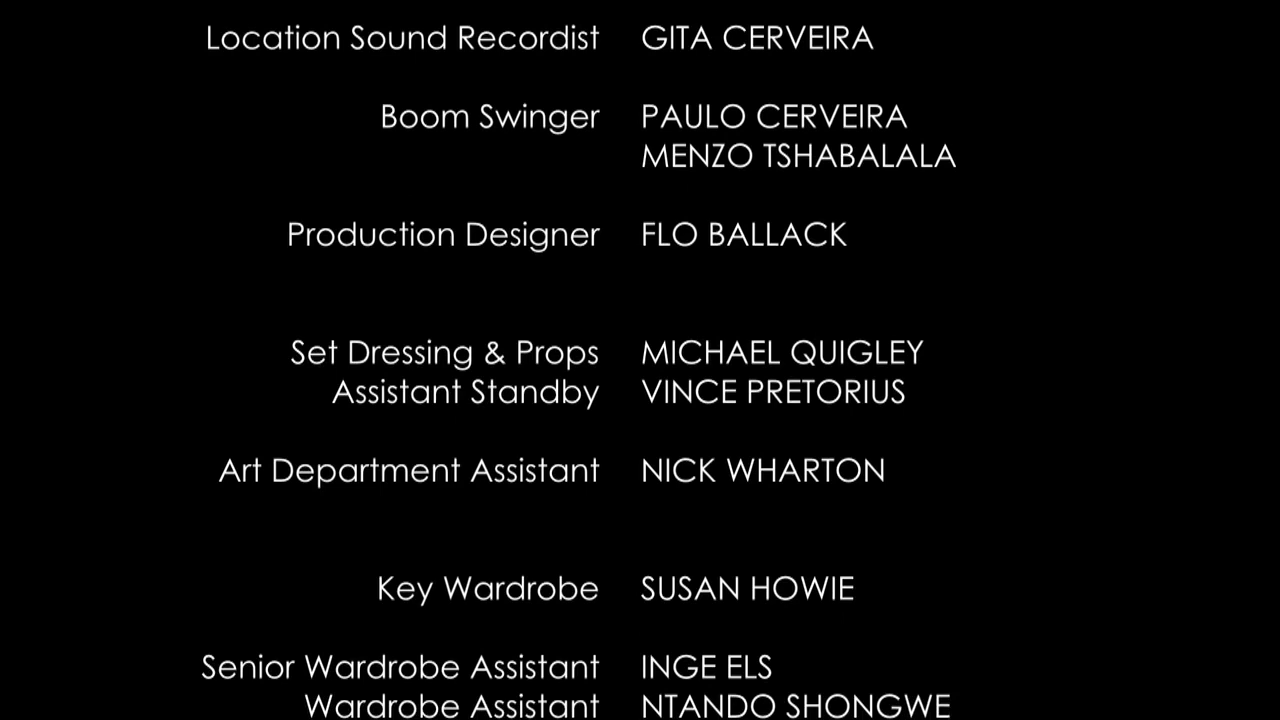 Location Sound Recordist GITA CERVEIRA
Boom Swinger PAULO CERVEIRA
MENZO TSHABALALA
Production Designer FLO BALLACK
Set Dressing & Props MICHAEL QUIGLEY
Assistant Standby VINCE PRETORIUS
Art Department Assistant NICK WHARTON
Key Wardrobe SUSAN HOWIE
Senior Wardrobe Assistant INGE ELS
Wardrobe Assistant NTANDO SHONGWE